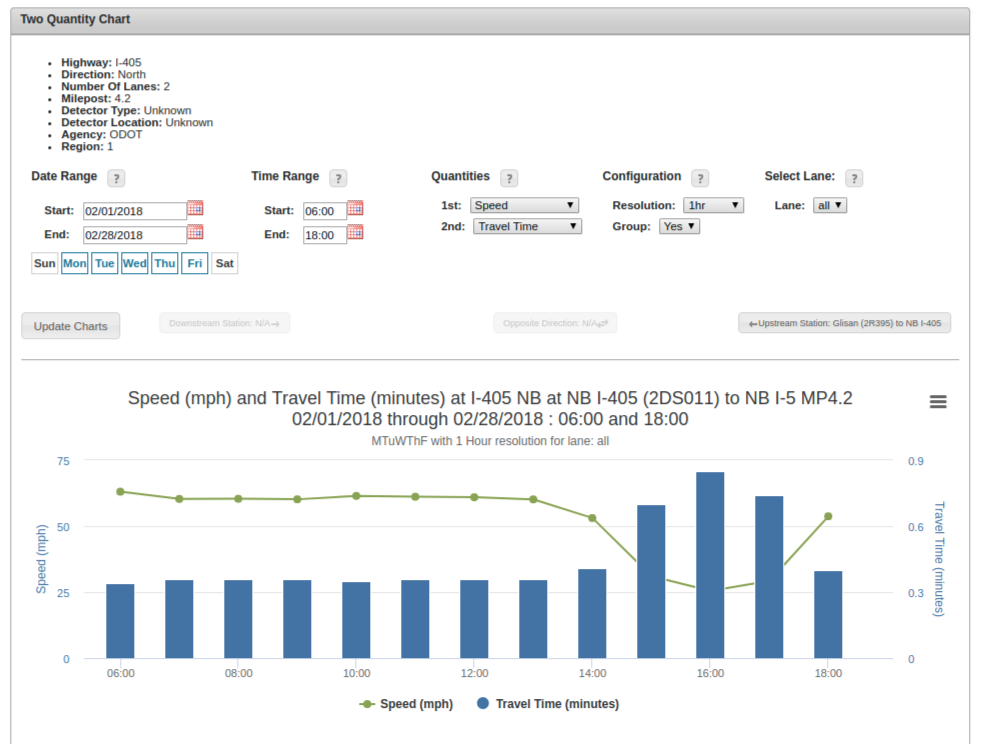 Two Quantity Chart
Highway: I-405
Direction: North
Number Of Lanes: 2
Milepost: 4.2
Detector Type: Unknown
Detector Location: Unknown
Agency: ODOT
Region: 1
Date Range ? Time Range ? Quantities ? Configuration ? Select Lane: ?
Start: 02/01/2018 Start: 06:00 1st: Speed Resolution: 1hr Lane: all
End: 02/28/2018 End: 18:00 2nd: Travel Time Group: Yes
Sun Mon Tue Wed Thu Fri Sat
Update Charts Downstream Station: N/A→ Opposite Direction: N/A⇄ ←Upstream Station: Glisan (2R395) to NB I-405
Speed (mph) and Travel Time (minutes) at I-405 NB at NB I-405 (2DS011) to NB I-5 MP4.2
02/01/2018 through 02/28/2018 : 06:00 and 18:00
MTuWThF with 1 Hour resolution for lane: all
75 0.9
50 0.6
25 0.3
0 0
Speed (mph)
Travel Time (minutes)
06:00 08:00 10:00 12:00 14:00 16:00 18:00
Speed (mph) Travel Time (minutes)